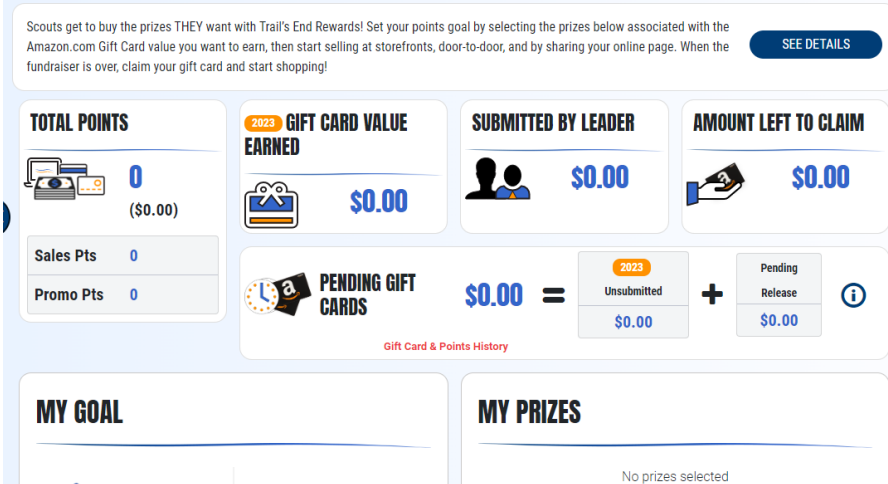 Scouts get to buy the prizes THEY want with Trail's End Rewards! Set your points goal by selecting the prizes below associated with the
Amazon.com Gift Card value you want to earn, then start selling at storefronts, door-to-door, and by sharing your online page. When the
fundraiser is over, claim your gift card and start shopping!
SEE DETAILS
TOTAL POINTS
0
($0.00)
Sales Pts 0
Promo Pts 0
2023 GIFT CARD VALUE
EARNED
$0.00
SUBMITTED BY LEADER
$0.00
AMOUNT LEFT TO CLAIM
a
$0.00
a
PENDING GIFT
CARDS
$0.00 =
2023
Unsubmitted
$0.00
+
Pending
Release
$0.00
i
Gift Card & Points History
MY GOAL
MY PRIZES
No prizes selected